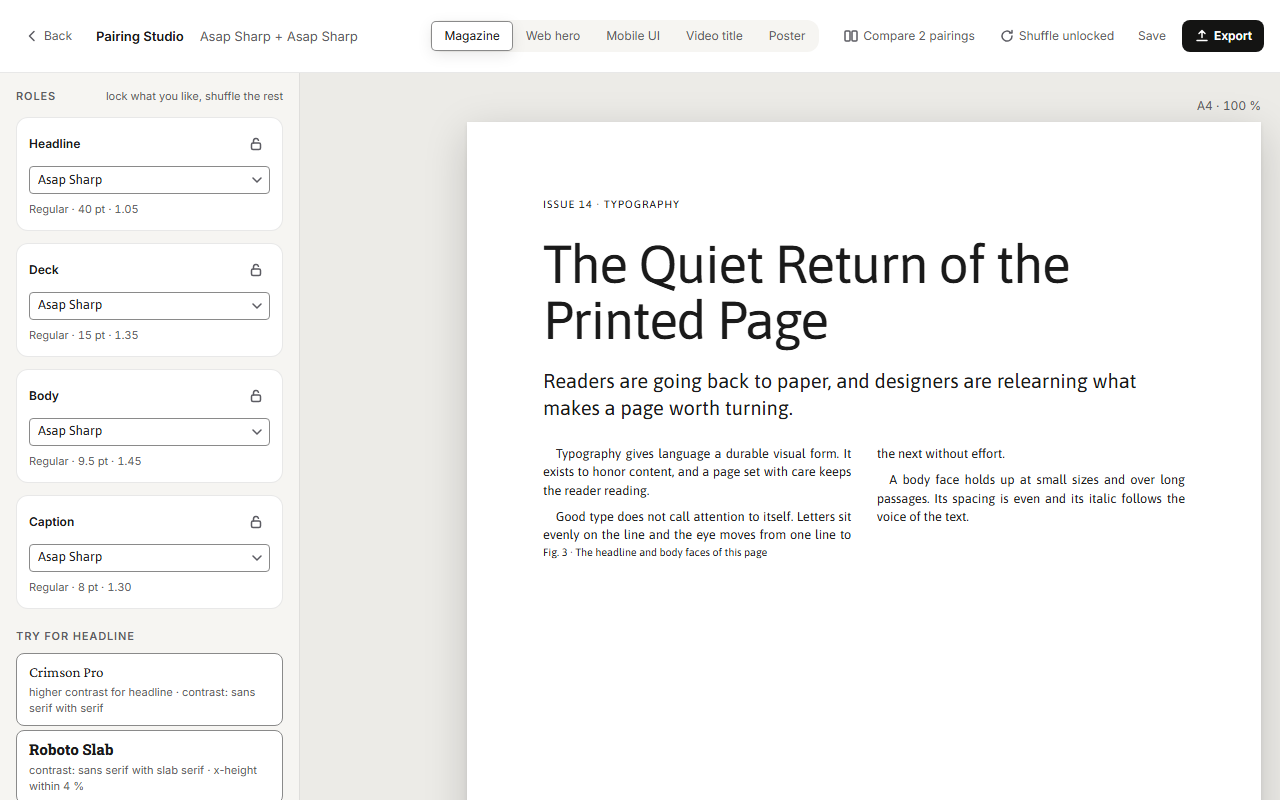 Back
Pairing Studio
Asap Sharp + Asap Sharp
Magazine
Web hero
Mobile UI
Video title
Poster
Compare 2 pairings
Shuffle unlocked
Save
Export
ROLES
lock what you like, shuffle the rest
Headline
Asap Sharp
Regular · 40 pt · 1.05
Deck
Asap Sharp
Regular · 15 pt · 1.35
Body
Asap Sharp
Regular · 9.5 pt · 1.45
Caption
Asap Sharp
Regular · 8 pt · 1.30
TRY FOR HEADLINE
Crimson Pro
higher contrast for headline · contrast: sans
serif with serif
Roboto Slab
contrast: sans serif with slab serif · x-height
within 4 %
A4 · 100 %
ISSUE 14 · TYPOGRAPHY
The Quiet Return of the
Printed Page
Readers are going back to paper, and designers are relearning what
makes a page worth turning.
Typography gives language a durable visual form. It
exists to honor content, and a page set with care keeps
the reader reading.
Good type does not call attention to itself. Letters sit
evenly on the line and the eye moves from one line to
the next without effort.
A body face holds up at small sizes and over long
passages. Its spacing is even and its italic follows the
voice of the text.
Fig. 3 · The headline and body faces of this page